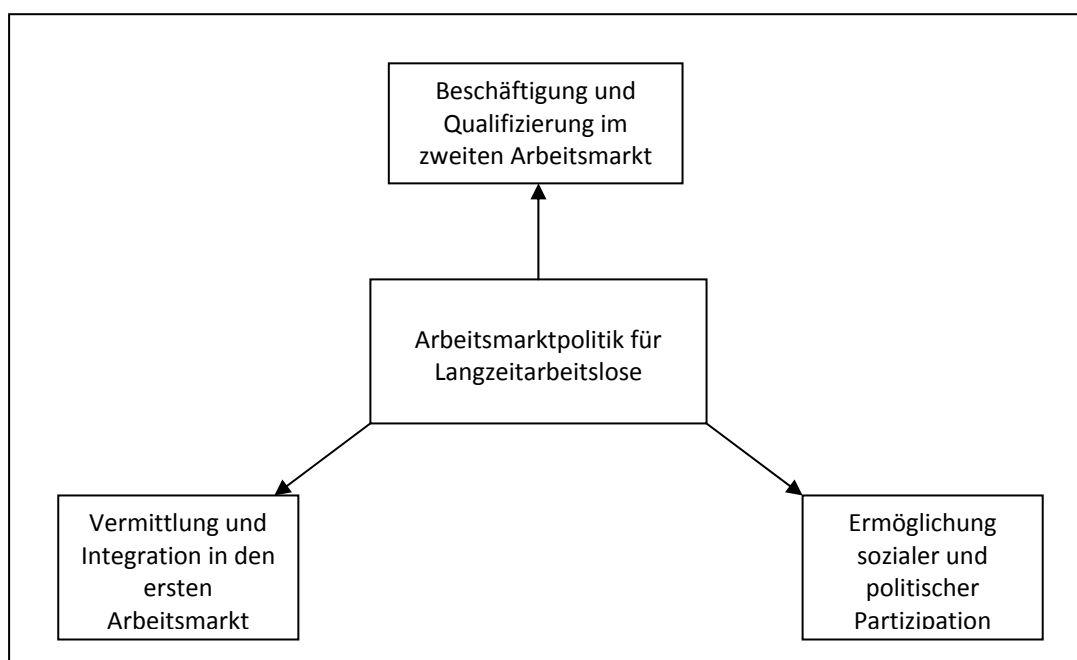 Beschäftigung und
Qualifizierung im
zweiten Arbeitsmarkt
Arbeitsmarktpolitik für
Langzeitarbeitslose
Vermittlung und
Integration in den
ersten
Arbeitsmarkt
Ermöglichung
sozialer und
politischer
Partizipation